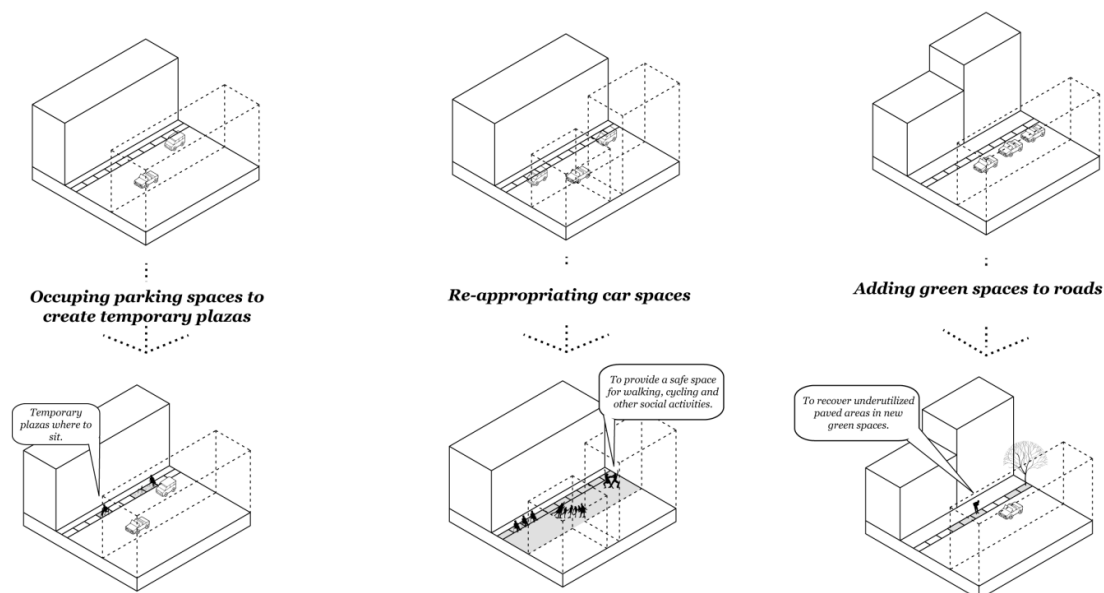 Occuping parking spaces to
create temporary plazas
Re-appropriating car spaces
Adding green spaces to roads
Temporary
plazas where to
sit.
To provide a safe space
for walking, cycling and
other social activities.
To recover underutilized
paved areas in new
green spaces.